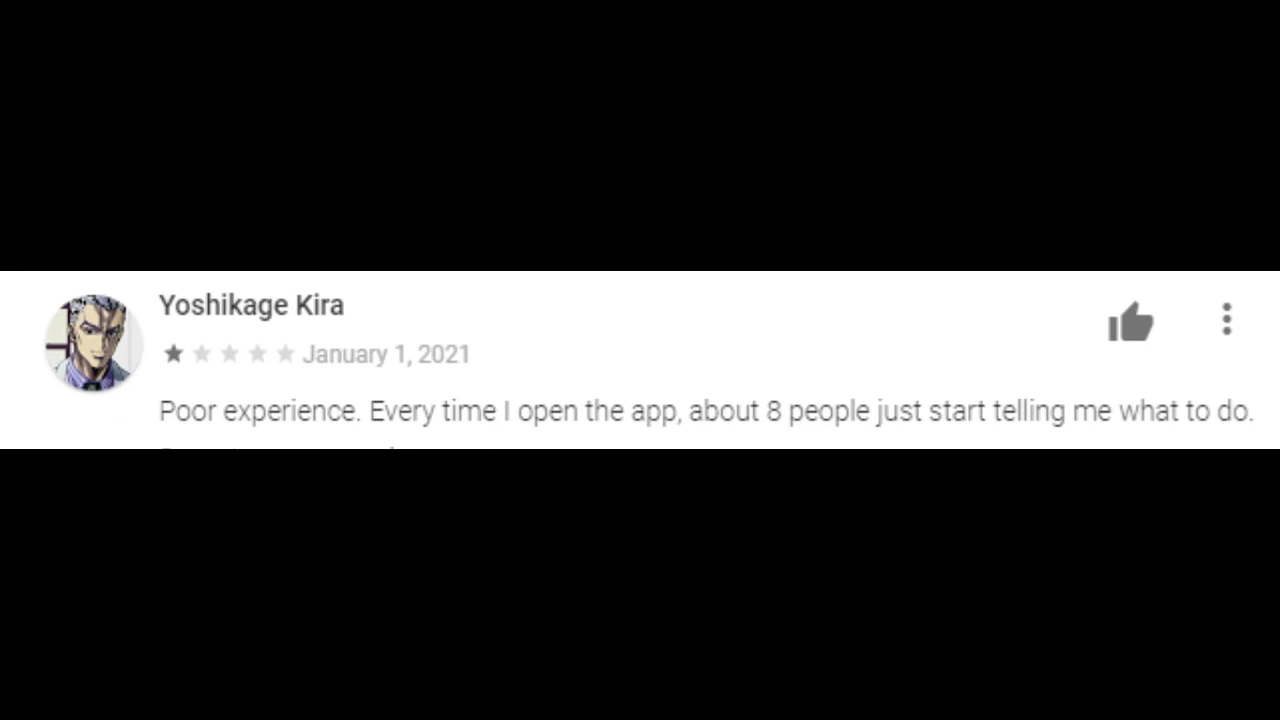 Yoshikage Kira
January 1, 2021
Poor experience. Every time I open the app, about 8 people just start telling me what to do.